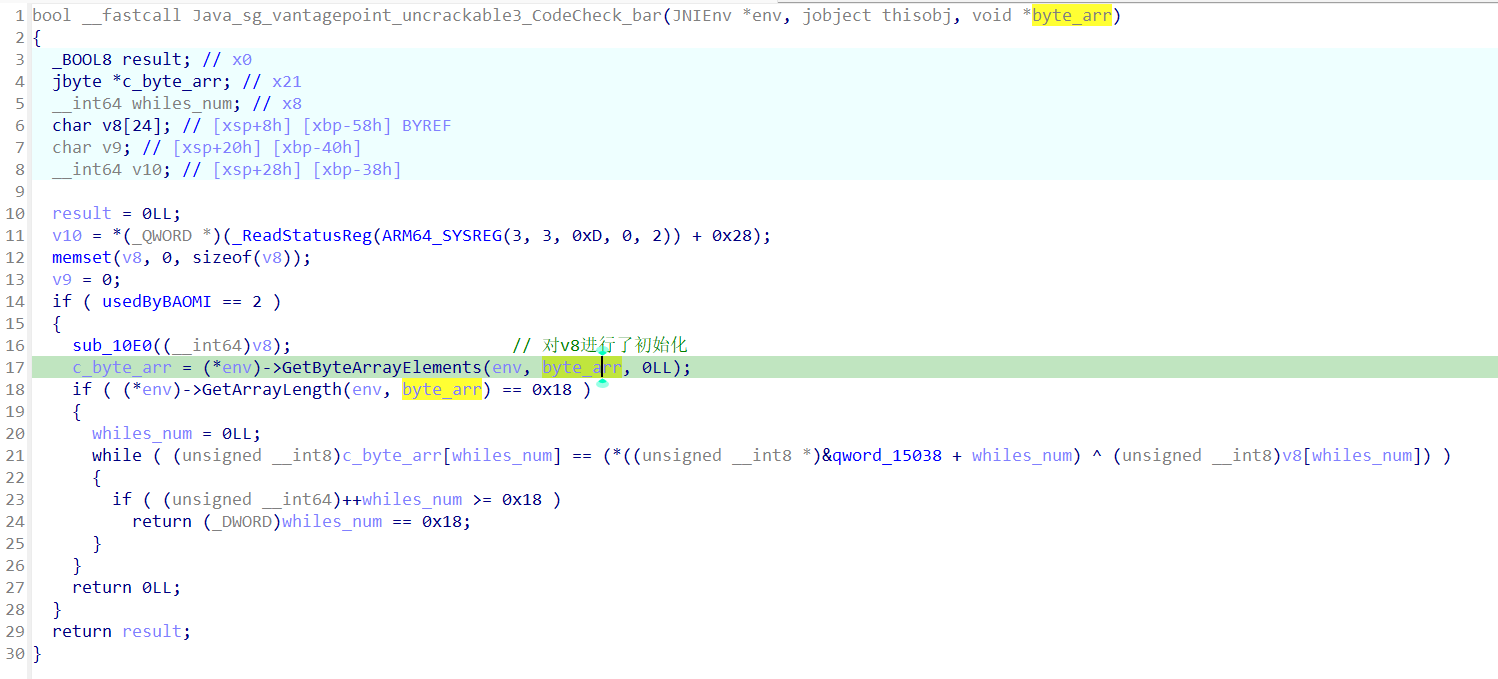 1 bool __fastcall Java_sg_vantagepoint_uncrackable3_CodeCheck_bar(JNIEnv *env, jobject thisobj, void *byte_arr)
2 {
3   _BOOL8 result; // x0
4   jbyte *c_byte_arr; // x21
5   __int64 whiles_num; // x8
6   char v8[24]; // [xsp+8h] [xbp-58h] BYREF
7   char v9; // [xsp+20h] [xbp-40h]
8   __int64 v10; // [xsp+28h] [xbp-38h]
9
10   result = 0LL;
11   v10 = *(_QWORD *)(_ReadStatusReg(ARM64_SYSREG(3, 3, 0xD, 0, 2)) + 0x28);
12   memset(v8, 0, sizeof(v8));
13   v9 = 0;
14   if ( usedByBAOMI == 2 )
15   {
16     sub_10E0((__int64)v8);                      // 对v8进行了初始化
17     c_byte_arr = (*env)->GetByteArrayElements(env, byte_arr, 0LL);
18     if ( (*env)->GetArrayLength(env, byte_arr) == 0x18 )
19     {
20       whiles_num = 0LL;
21       while ( (unsigned __int8)c_byte_arr[whiles_num] == (*((unsigned __int8 *)&qword_15038 + whiles_num) ^ (unsigned __int8)v8[whiles_num]) )
22       {
23         if ( (unsigned __int64)++whiles_num >= 0x18 )
24           return (_DWORD)whiles_num == 0x18;
25       }
26     }
27     return 0LL;
28   }
29   return result;
30 }